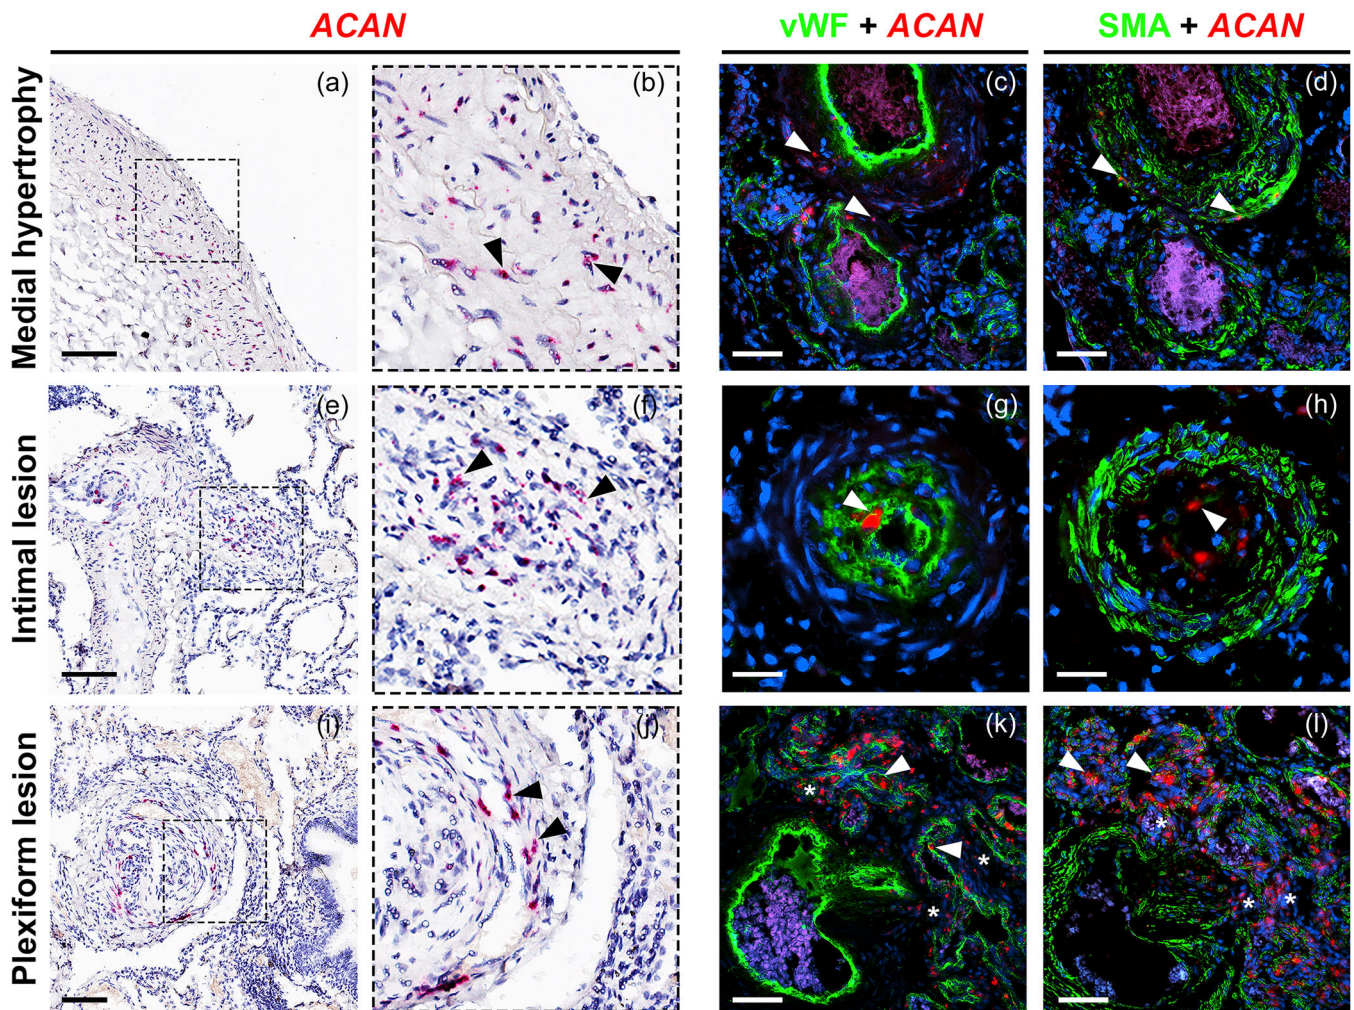 ACAN
vWF + ACAN
SMA + ACAN
Medial hypertrophy
(a)
(b)
(c)
(d)
Intimal lesion
(e)
(f)
(g)
(h)
Plexiform lesion
(i)
(j)
(k)
(l)